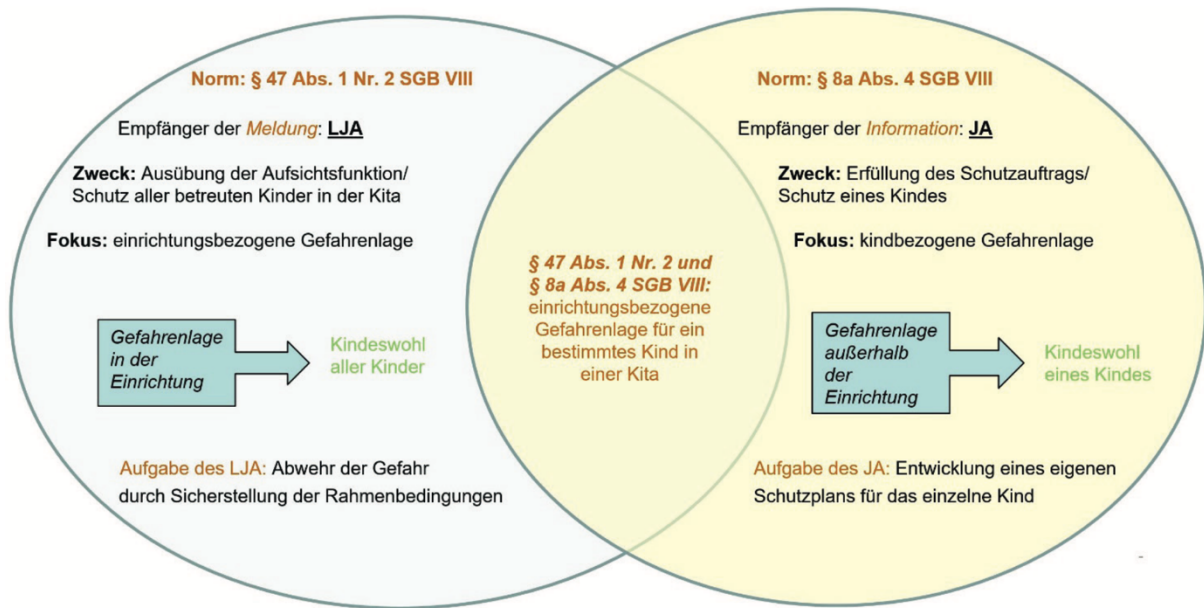 Norm: § 47 Abs. 1 Nr. 2 SGB VIII
Empfänger der Meldung: LJA
Zweck: Ausübung der Aufsichtsfunktion/
Schutz aller betreuten Kinder in der Kita
Fokus: einrichtungsbezogene Gefahrenlage
Gefahrenlage
in der
Einrichtung
Kindeswohl
aller Kinder
Aufgabe des LJA: Abwehr der Gefahr
durch Sicherstellung der Rahmenbedingungen
§ 47 Abs. 1 Nr. 2 und
§ 8a Abs. 4 SGB VIII:
einrichtungsbezogene
Gefahrenlage für ein
bestimmtes Kind in
einer Kita
Norm: § 8a Abs. 4 SGB VIII
Empfänger der Information: JA
Zweck: Erfüllung des Schutzauftrags/
Schutz eines Kindes
Fokus: kindbezogene Gefahrenlage
Gefahrenlage
außerhalb
der
Einrichtung
Kindeswohl
eines Kindes
Aufgabe des JA: Entwicklung eines eigenen
Schutzplans für das einzelne Kind